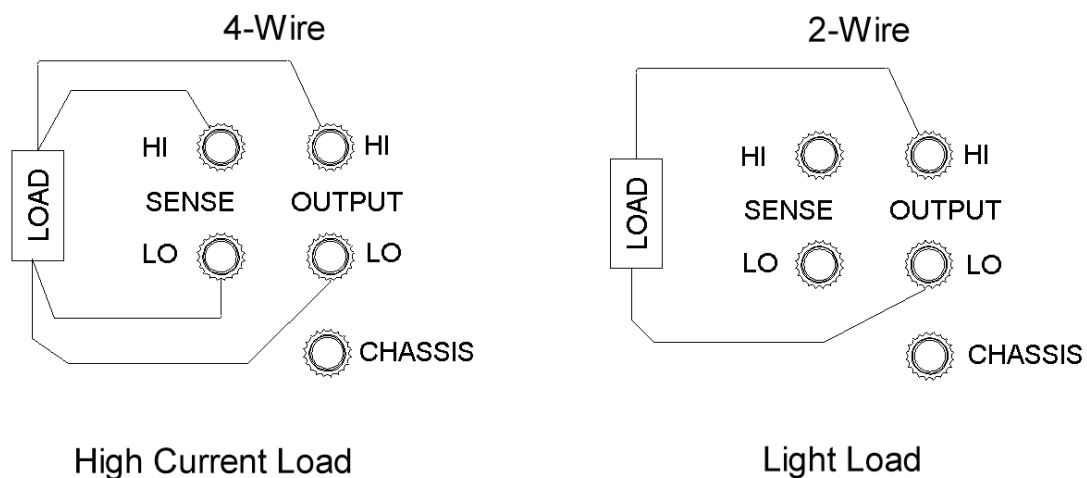 4-Wire
HI
HI
LOAD
SENSE
OUTPUT
LO
LO
CHASSIS
High Current Load
2-Wire
HI
HI
LOAD
SENSE
OUTPUT
LO
LO
CHASSIS
Light Load